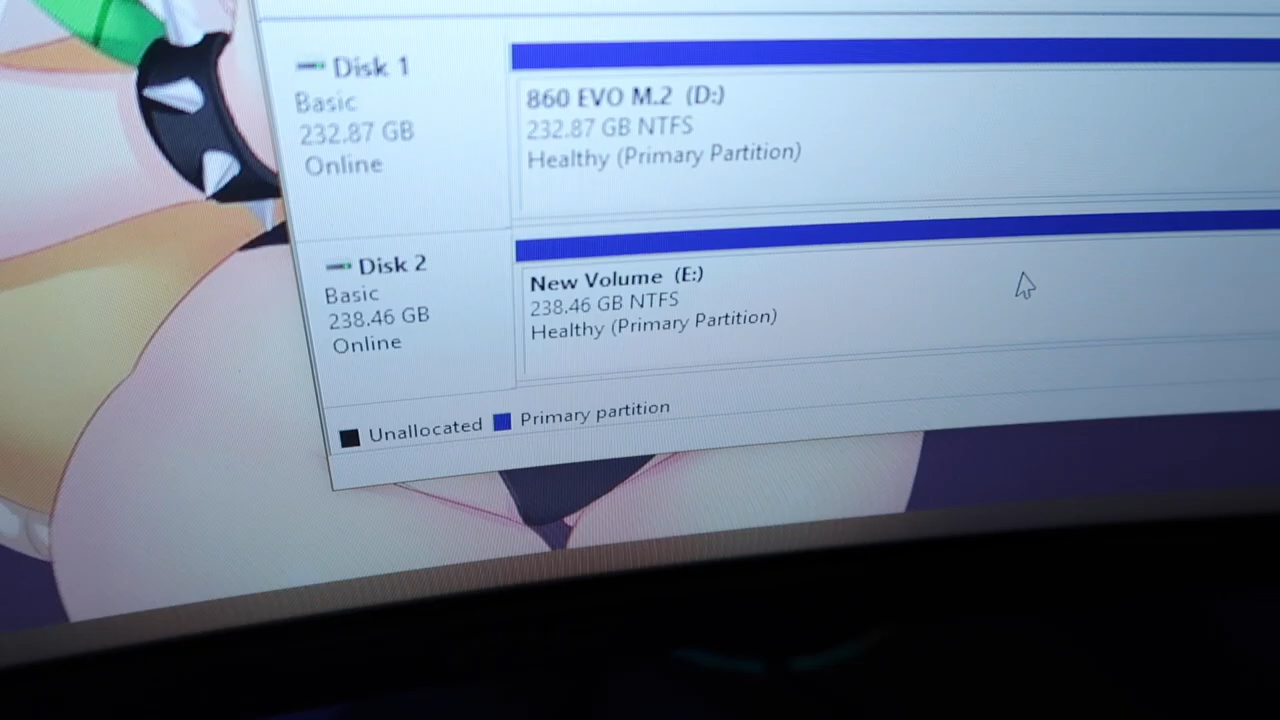 Disk 1
Basic
232.87 GB
Online
860 EVO M.2 (D:)
232.87 GB NTFS
Healthy (Primary Partition)
Disk 2
Basic
238.46 GB
Online
New Volume (E:)
238.46 GB NTFS
Healthy (Primary Partition)
Unallocated Primary partition